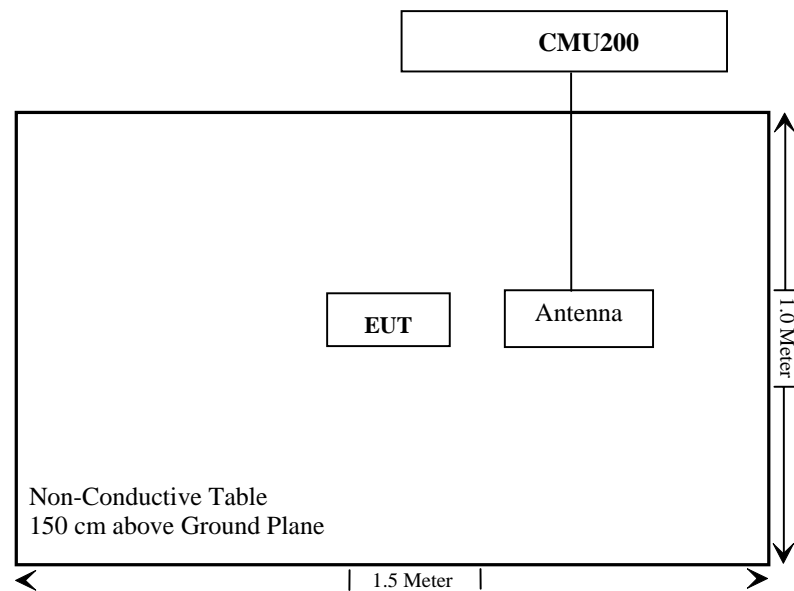 CMU200
EUT
Antenna
1.0 Meter
Non-Conductive Table
150 cm above Ground Plane
1.5 Meter